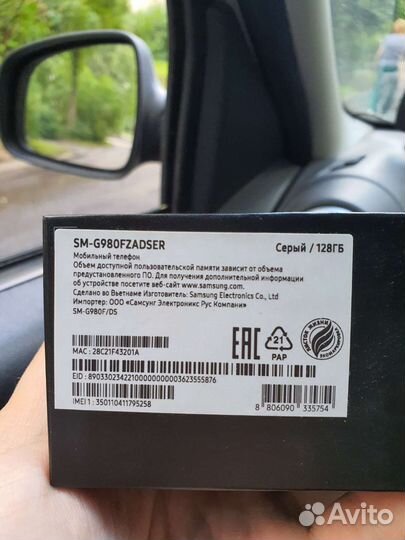 SM-G980FZADSER
Серый / 128ГБ
Мобильный телефон.
Объем доступной пользовательской памяти зависит от объема
предустановленного ПО. Для получения дополнительной информации
об устройстве посетите веб-сайт www.samsung.com.
Сделано во Вьетнаме Изготовитель: Samsung Electronics Co., Ltd
Импортер: ООО «Самсунг Электроникс Рус Компани»
SM-G980F/DS
EAC
21
PAP
MAC : 28C21F43201A
EID : 89033023422100000000003623555876
IMEI 1 : 350110411795258
8 806090 335754
Avito